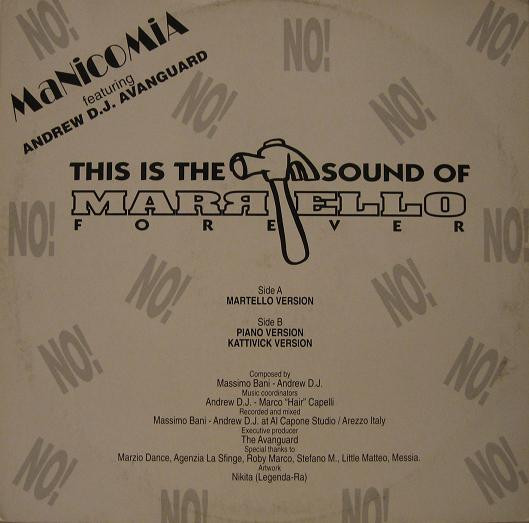 NO!
NO!
NO!
MANiCOMiA
featuring
ANDREW D.J. AVANGUARD
NO!
NO!
THIS IS THE SOUND OF
MARЯELLO
FOREVER
NO!
NO!
NO!
NO!
Side A
MARTELLO VERSION
Side B
PIANO VERSION
KATTIVICK VERSION
NO!
NO!
Composed by
Massimo Bani - Andrew D.J.
Music coordinators
Andrew D.J. - Marco "Hair" Capelli
Recorded and mixed
Massimo Bani - Andrew D.J. at Al Capone Studio / Arezzo Italy
Executive producer
The Avanguard
Special thanks to:
Marzio Dance, Agenzia La Sfinge, Roby Marco, Stefano M., Little Matteo, Messia.
Artwork
Nikita (Legenda-Ra)
NO!
NO!
NO!
NO!